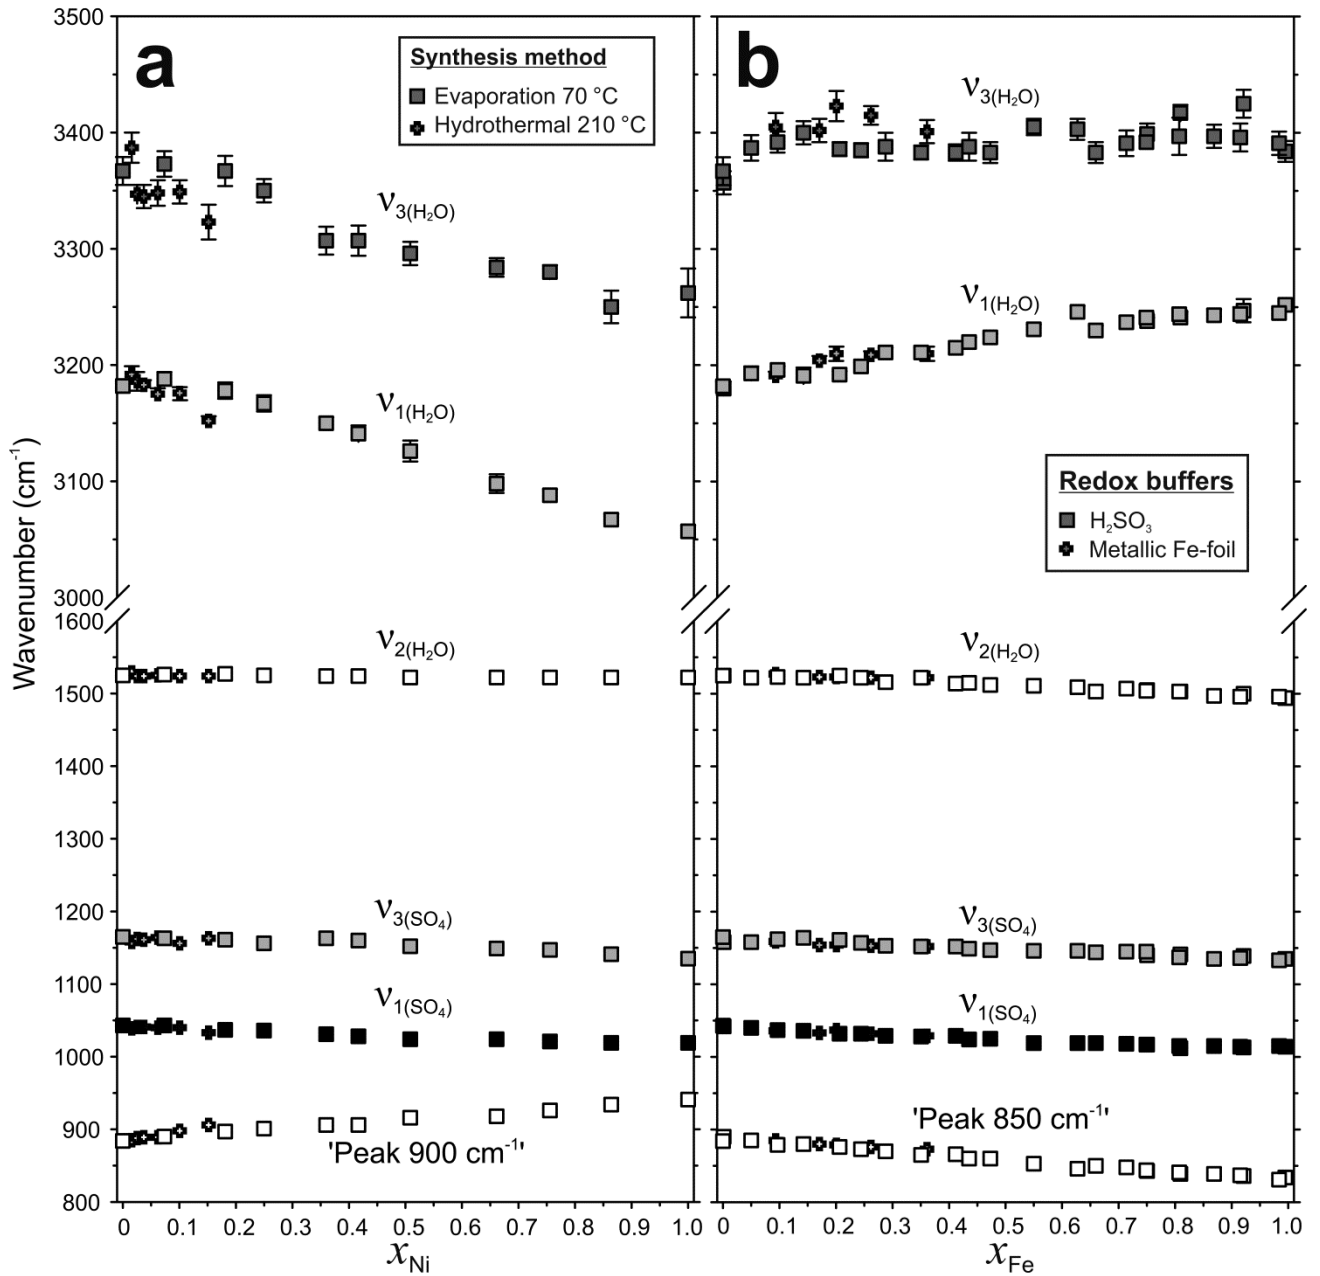 a
b
Synthesis method
Evaporation 70 °C
Hydrothermal 210 °C
ν3(H2O)
ν1(H2O)
ν2(H2O)
ν3(SO4)
ν1(SO4)
'Peak 900 cm-1'
ν3(H2O)
ν1(H2O)
Redox buffers
H2SO3
Metallic Fe-foil
ν2(H2O)
ν3(SO4)
ν1(SO4)
'Peak 850 cm-1'
Wavenumber (cm-1)
3500
3400
3300
3200
3100
3000
1600
1500
1400
1300
1200
1100
1000
900
800
0 0.1 0.2 0.3 0.4 0.5 0.6 0.7 0.8 0.9 1.0
0 0.1 0.2 0.3 0.4 0.5 0.6 0.7 0.8 0.9 1.0
xNi
xFe